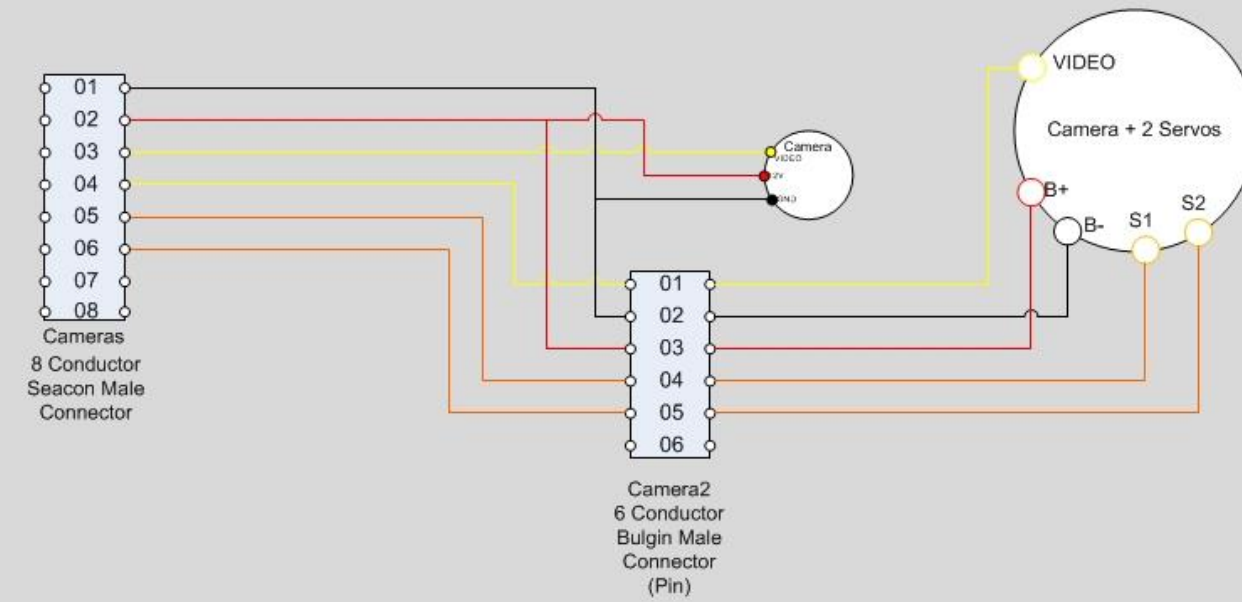 01
02
03
04
05
06
07
08
Cameras
8 Conductor
Seacon Male
Connector
Camera
VIDEO
12V
GND
VIDEO
Camera + 2 Servos
B+
B-
S1
S2
01
02
03
04
05
06
Camera2
6 Conductor
Bulgin Male
Connector
(Pin)